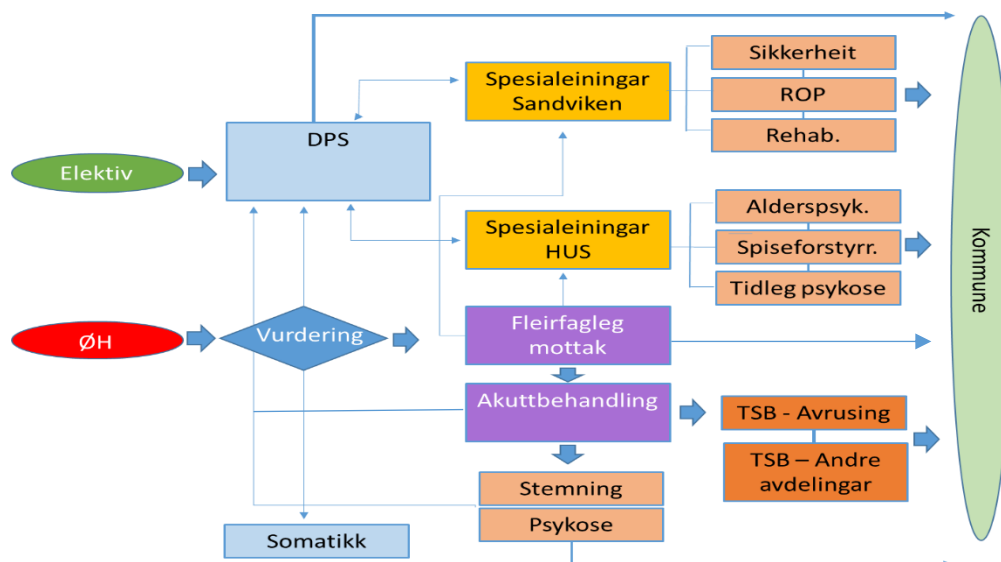 Sikkerheit
Spesialeiningar
Sandviken
ROP
DPS
Rehab.
Elektiv
Alderspsyk.
Spesialeiningar
HUS
Spiseforstyrr.
Tidleg psykose
Kommune
ØH
Vurdering
Fleirfagleg
mottak
Akuttbehandling
TSB - Avrusing
TSB – Andre
avdelingar
Stemning
Psykose
Somatikk